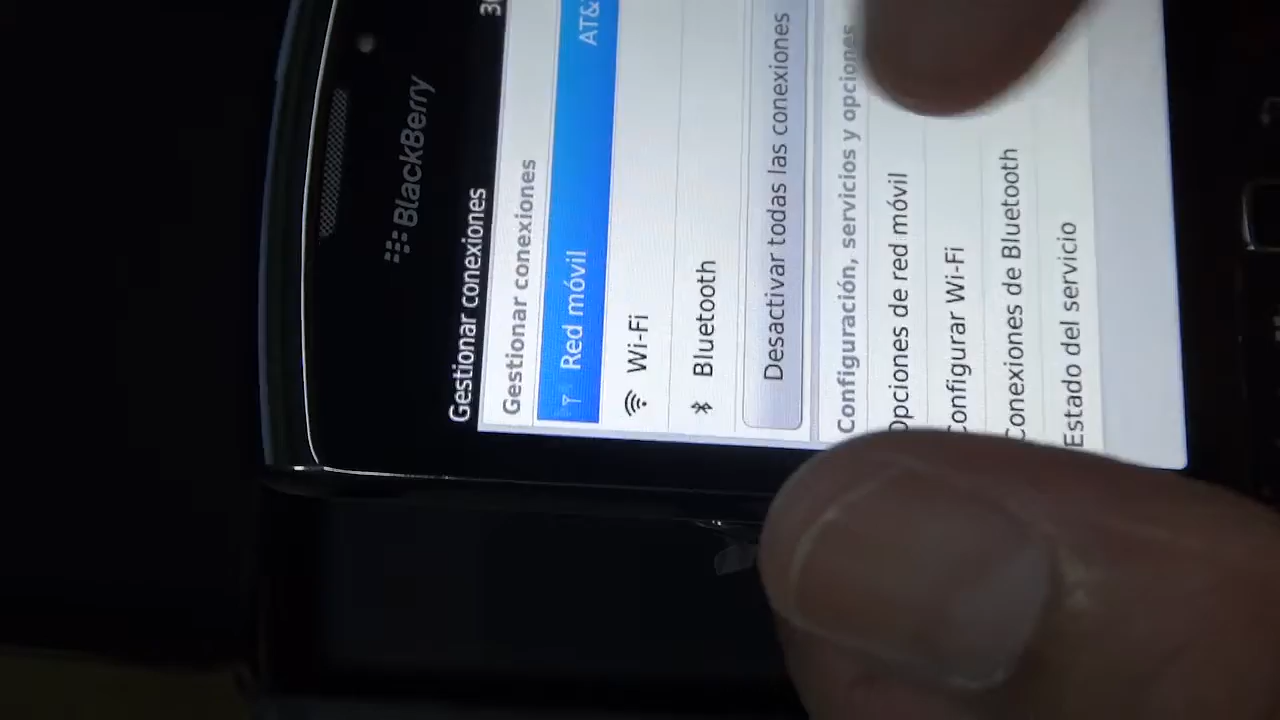 BlackBerry
Gestionar conexiones
Gestionar conexiones
Red móvil
Wi-Fi
Bluetooth
Desactivar todas las conexiones
Configuración, servicios y opciones
Opciones de red móvil
Configurar Wi-Fi
Conexiones de Bluetooth
Estado del servicio